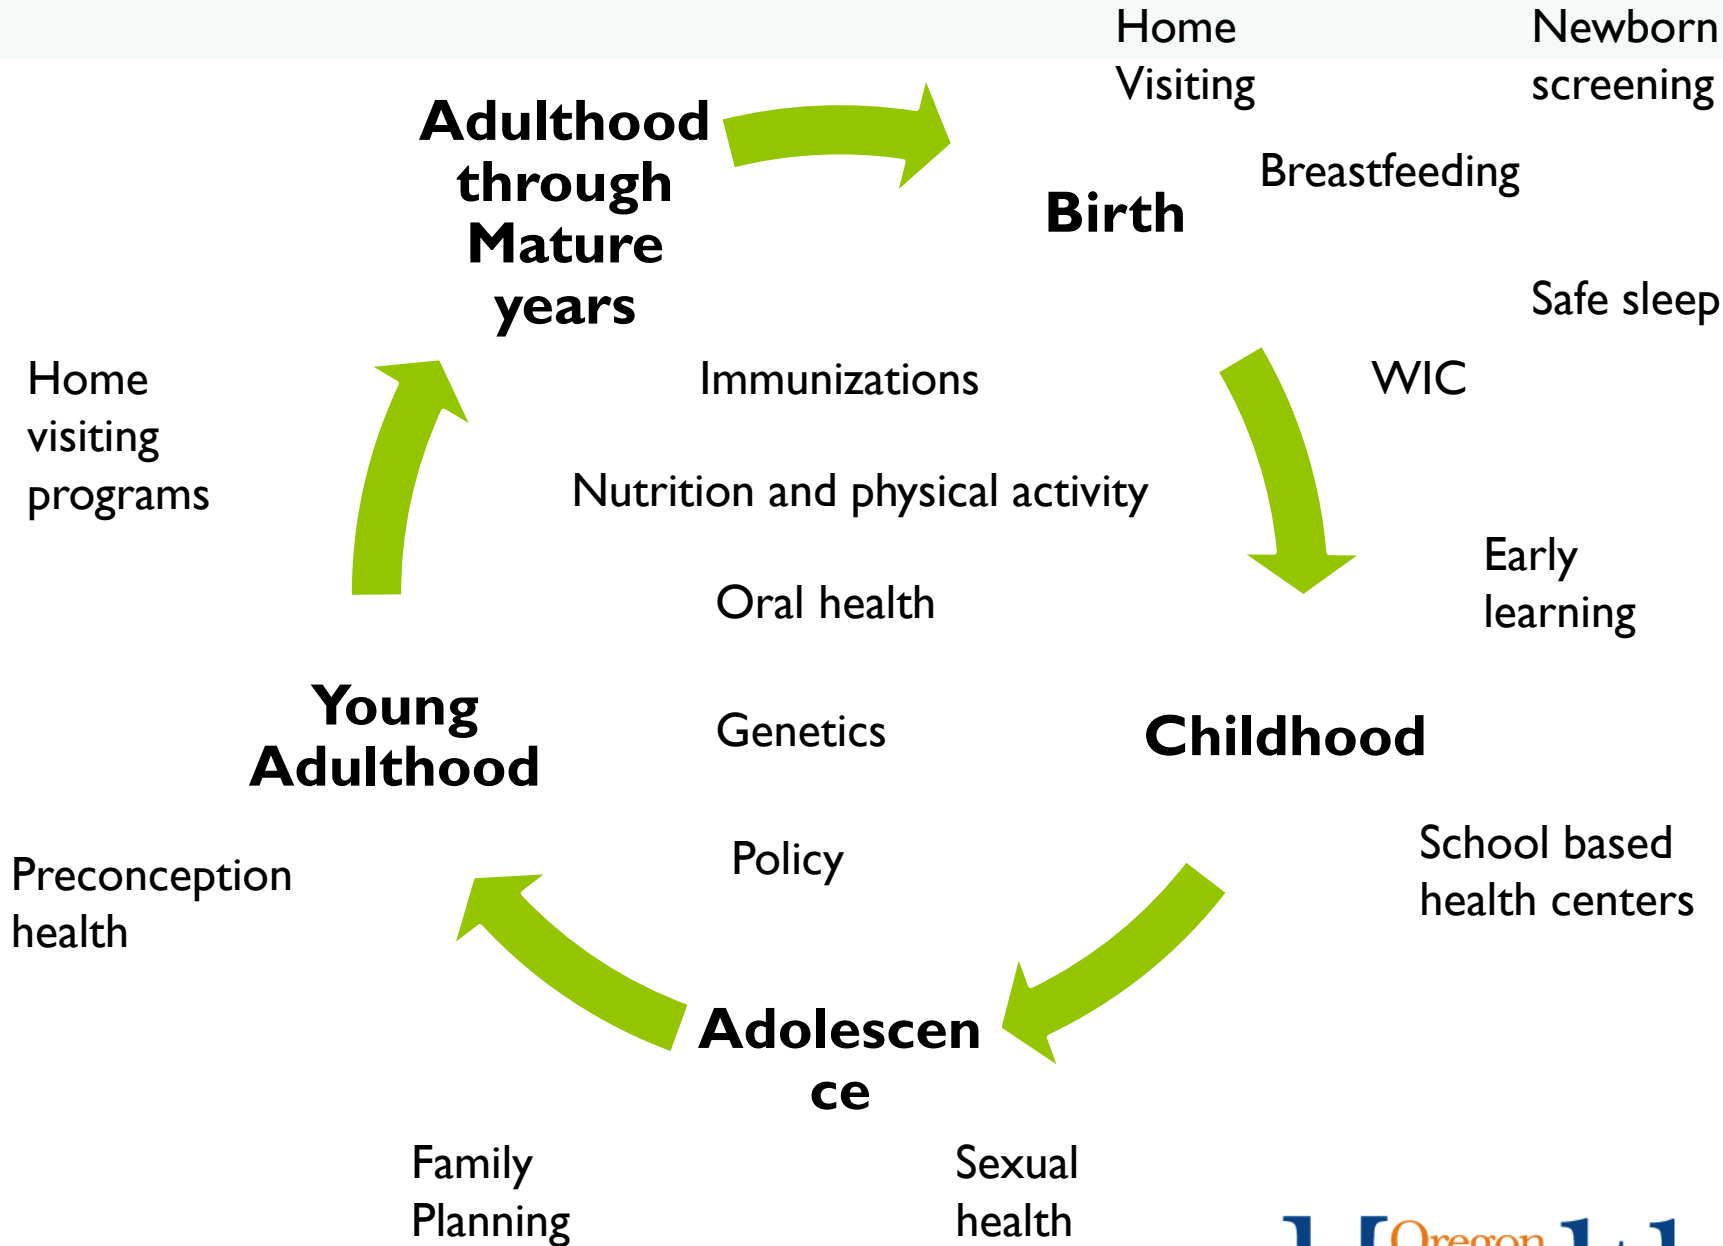 Home
Visiting
Newborn
screening
Adulthood
through
Mature
years
Birth
Breastfeeding
Safe sleep
Home
visiting
programs
Immunizations
WIC
Nutrition and physical activity
Early
learning
Oral health
Young
Adulthood
Genetics
Childhood
Preconception
health
Policy
School based
health centers
Adolescen
ce
Family
Planning
Sexual
health
Oregon